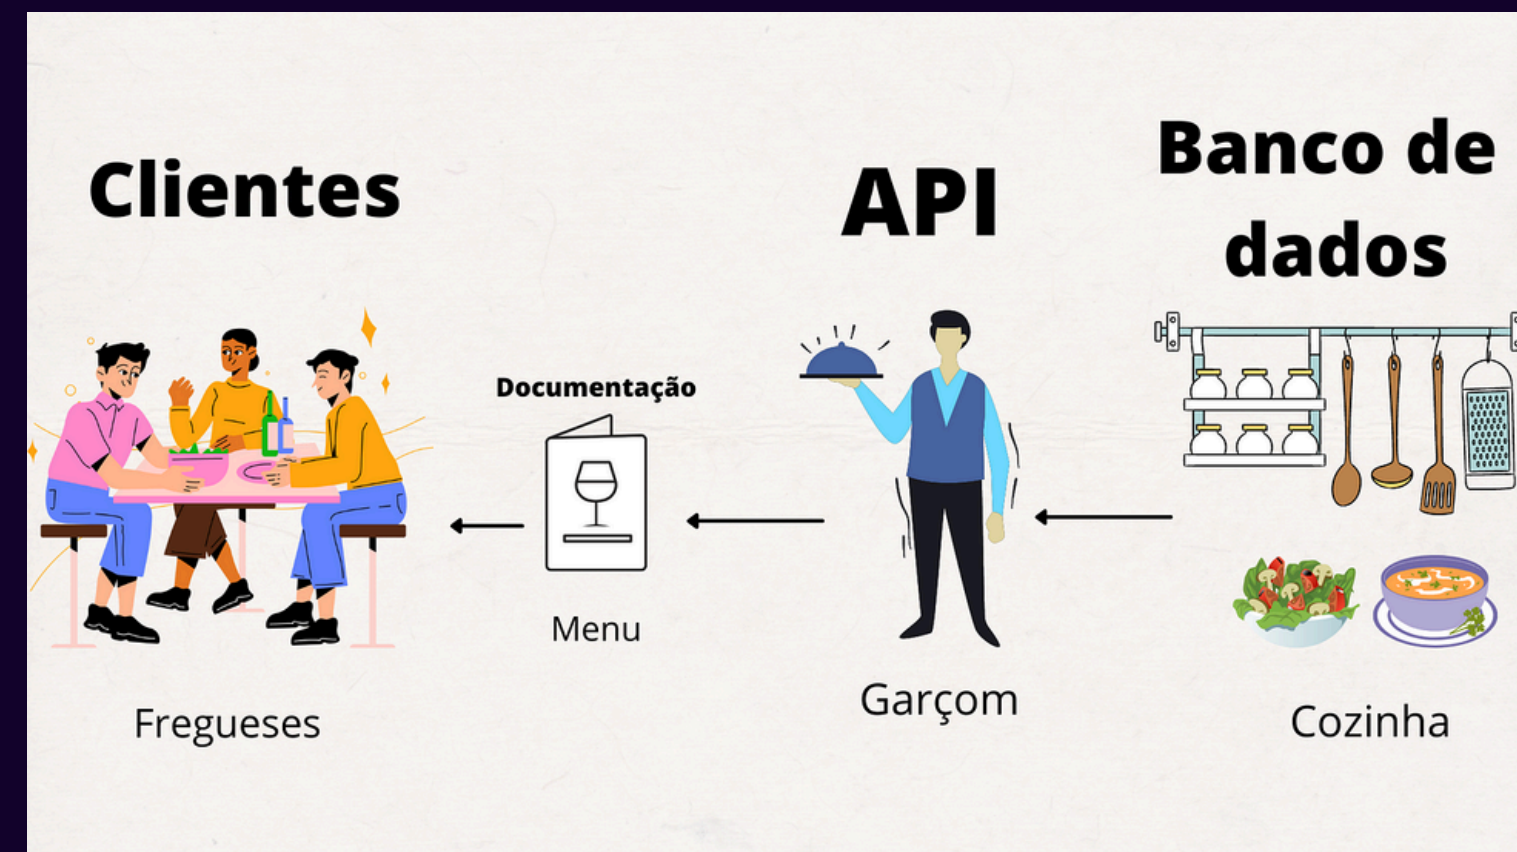 Clientes
API
Banco de
dados
Documentação
Menu
Fregueses
Garçom
Cozinha